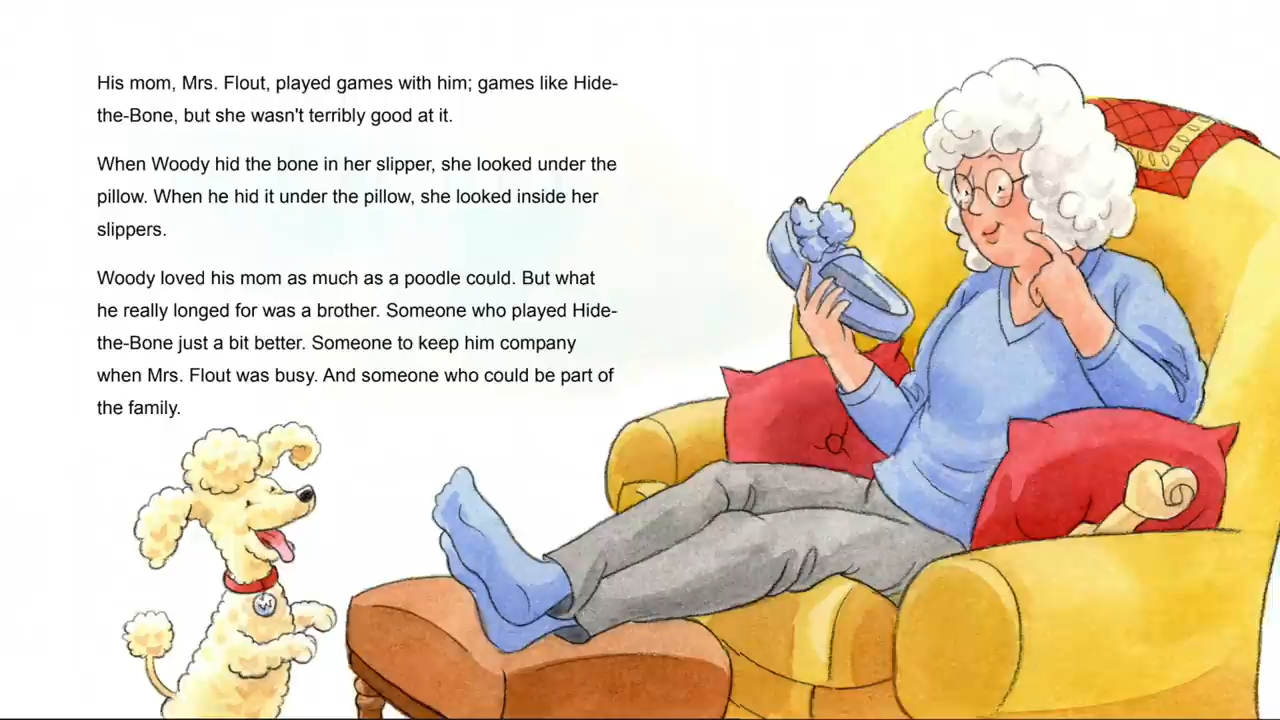 His mom, Mrs. Flout, played games with him; games like Hide-
the-Bone, but she wasn't terribly good at it.
When Woody hid the bone in her slipper, she looked under the
pillow. When he hid it under the pillow, she looked inside her
slippers.
Woody loved his mom as much as a poodle could. But what
he really longed for was a brother. Someone who played Hide-
the-Bone just a bit better. Someone to keep him company
when Mrs. Flout was busy. And someone who could be part of
the family.
W